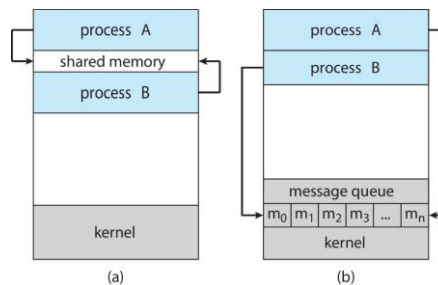 process A
shared memory
process B
kernel
(a)
process A
process B
message queue
m0 m1 m2 m3 ... mn
kernel
(b)